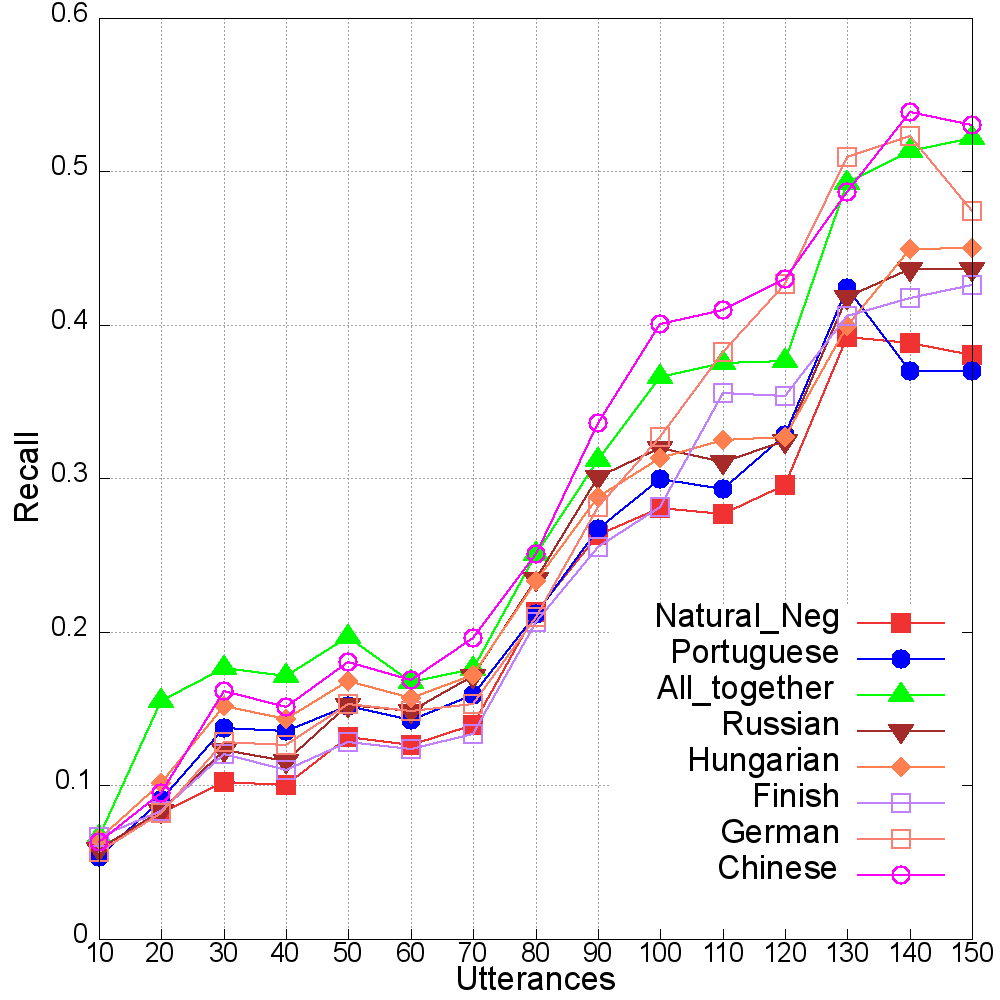 0.6
0.5
0.4
0.3
0.2
0.1
0
Recall
Natural_Neg
Portuguese
All_together
Russian
Hungarian
Finish
German
Chinese
10 20 30 40 50 60 70 80 90 100 110 120 130 140 150
Utterances